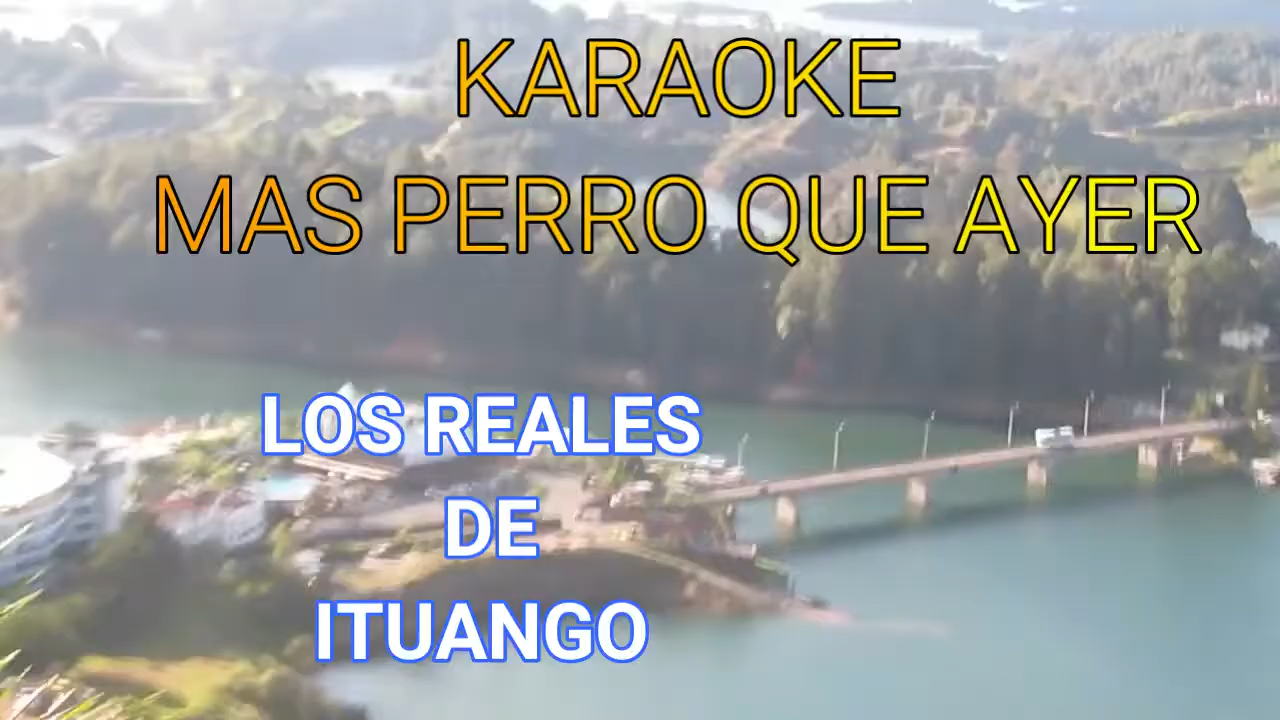 KARAOKE
MAS PERRO QUE AYER
LOS REALES
DE
ITUANGO